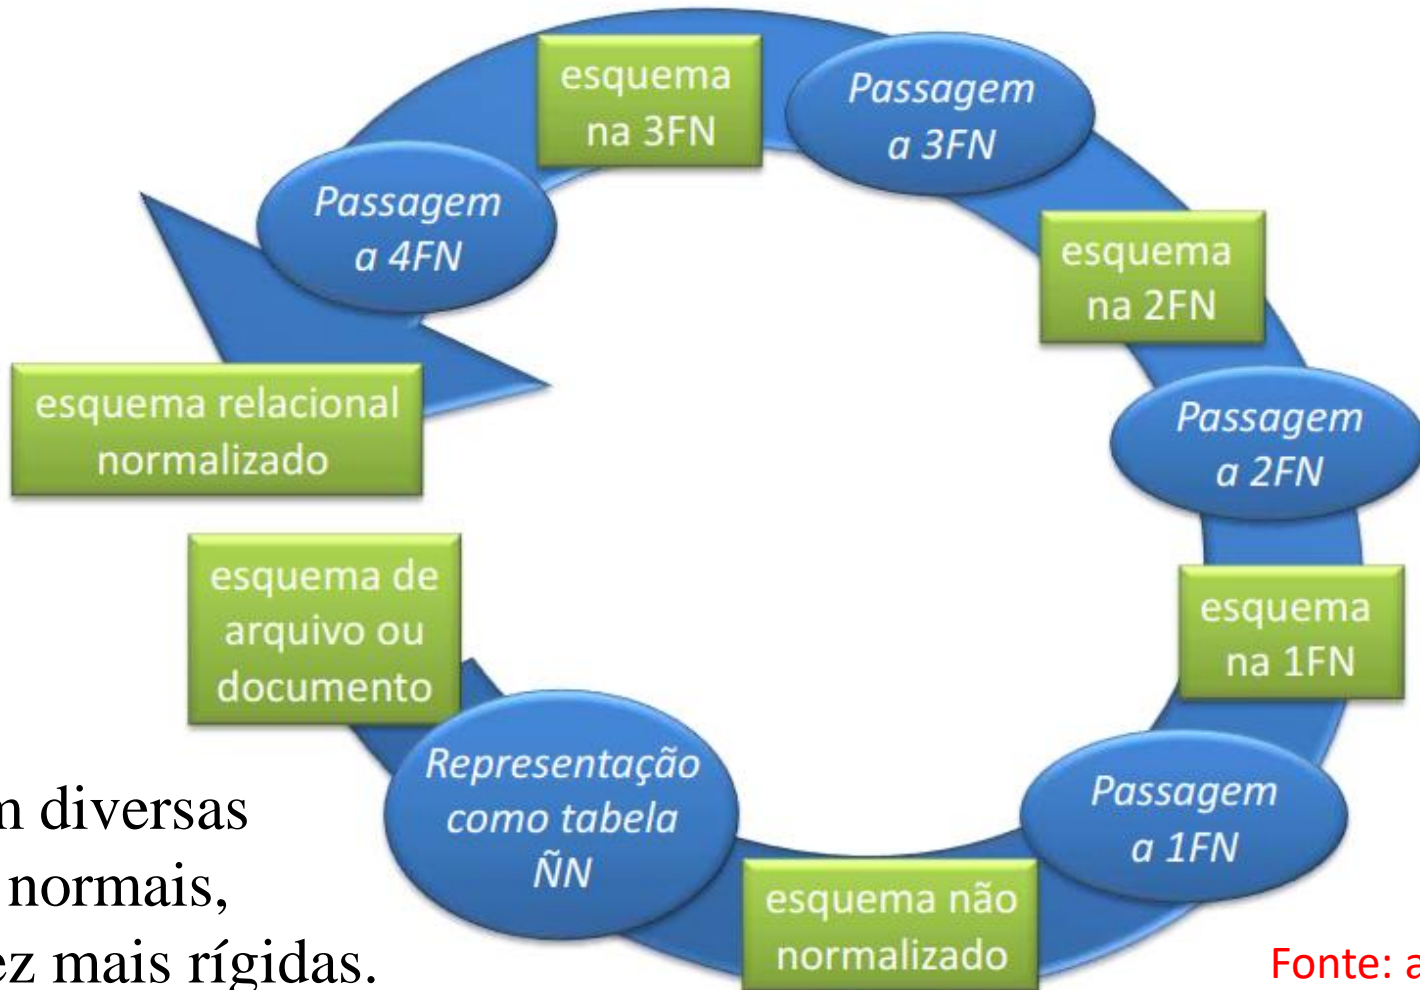 esquema
na 3FN
Passagem
a 3FN
Passagem
a 4FN
esquema
na 2FN
esquema relacional
normalizado
Passagem
a 2FN
esquema de
arquivo ou
documento
esquema
na 1FN
Representação
como tabela
ÑN
Passagem
a 1FN
esquema não
normalizado
diversas
normais,
mais rígidas.
Fonte: